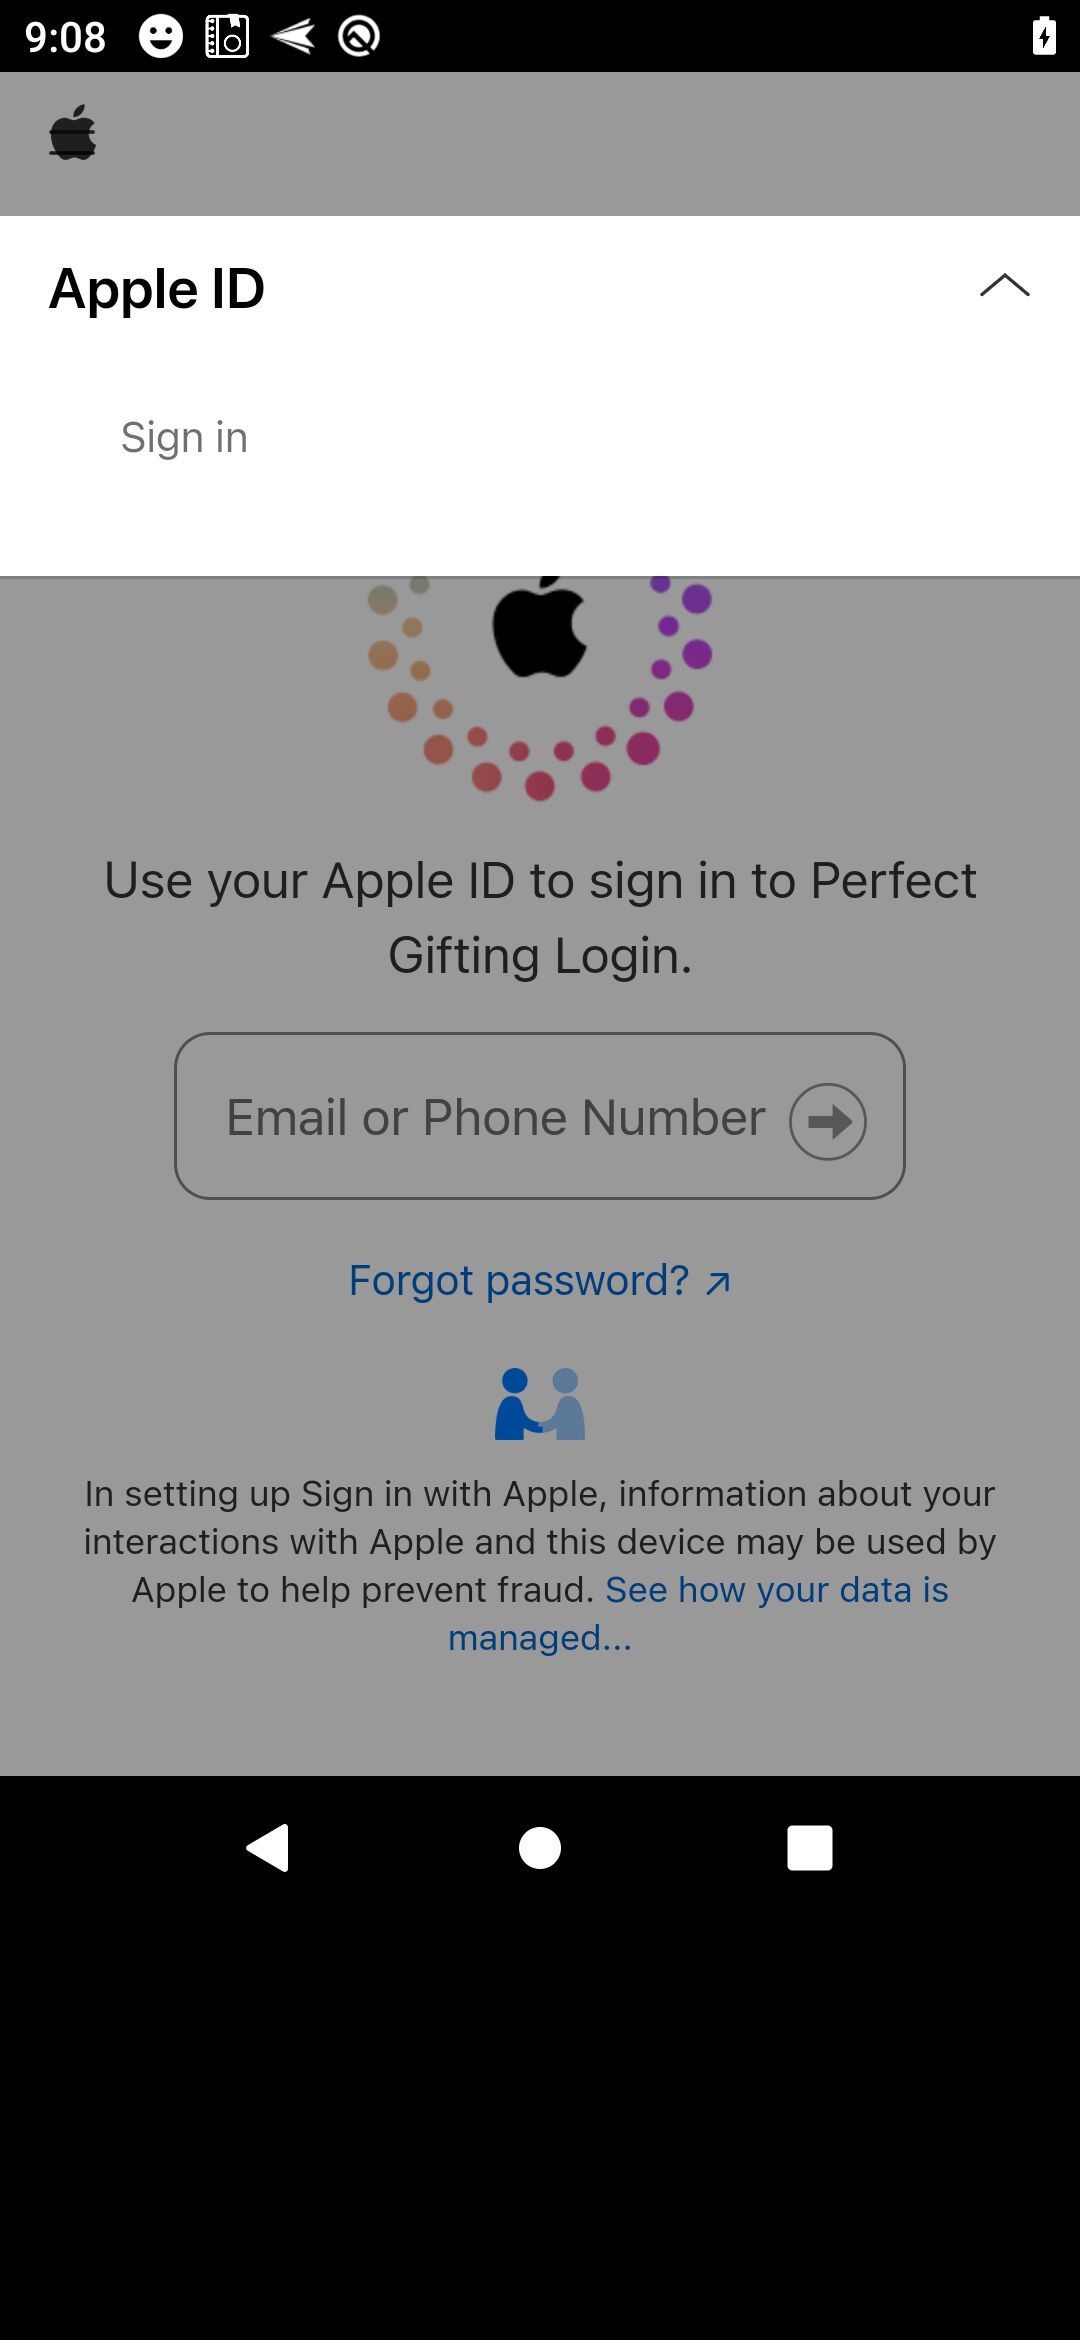 9:08
Apple ID
Sign in
Use your Apple ID to sign in to Perfect
Gifting Login.
Email or Phone Number
Forgot password? ↗
In setting up Sign in with Apple, information about your
interactions with Apple and this device may be used by
Apple to help prevent fraud. See how your data is
managed...